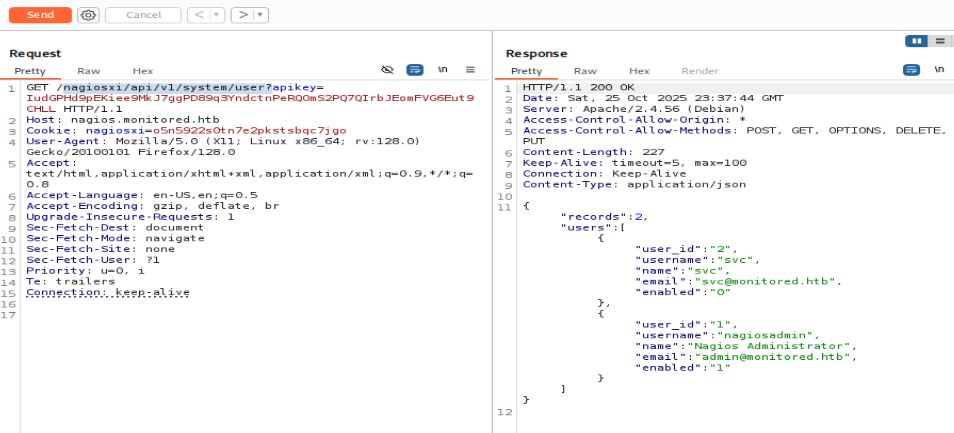 Send
Cancel
< >
Request
Pretty Raw Hex
\n
1 GET /nagiosxi/api/v1/system/user?apikey=
IudGPHd9pEKiee9MkJ7ggPD89q3YndctnPeRQOmS2PQ7QIrbJEomFVG6Eut9
CHLL HTTP/1.1
2 Host: nagios.monitored.htb
3 Cookie: nagiosxi=o5n5922s0tn7e2pkstsbqc7jgo
4 User-Agent: Mozilla/5.0 (X11; Linux x86_64; rv:128.0)
Gecko/20100101 Firefox/128.0
5 Accept:
text/html,application/xhtml+xml,application/xml;q=0.9,*/*;q=
0.8
6 Accept-Language: en-US,en;q=0.5
7 Accept-Encoding: gzip, deflate, br
8 Upgrade-Insecure-Requests: 1
9 Sec-Fetch-Dest: document
10 Sec-Fetch-Mode: navigate
11 Sec-Fetch-Site: none
12 Sec-Fetch-User: ?1
13 Priority: u=0, i
14 Te: trailers
15 Connection: keep-alive
16
17
Response
Pretty Raw Hex Render
\n
1 HTTP/1.1 200 OK
2 Date: Sat, 25 Oct 2025 23:37:44 GMT
3 Server: Apache/2.4.56 (Debian)
4 Access-Control-Allow-Origin: *
5 Access-Control-Allow-Methods: POST, GET, OPTIONS, DELETE,
PUT
6 Content-Length: 227
7 Keep-Alive: timeout=5, max=100
8 Connection: Keep-Alive
9 Content-Type: application/json
10
11 {
"records":2,
"users":[
{
"user_id":"2",
"username":"svc",
"name":"svc",
"email":"svc@monitored.htb",
"enabled":"0"
},
{
"user_id":"1",
"username":"nagiosadmin",
"name":"Nagios Administrator",
"email":"admin@monitored.htb",
"enabled":"1"
}
]
}
12